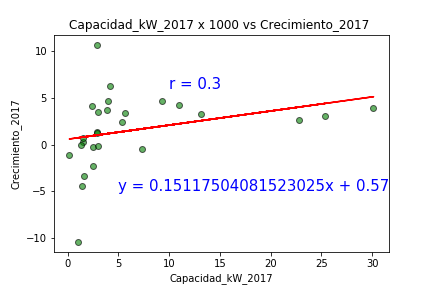 Capacidad_kW_2017 x 1000 vs Crecimiento_2017
10
5
0
−5
−10
Crecimiento_2017
r = 0.3
y = 0.15117504081523025x + 0.57
0 5 10 15 20 25 30
Capacidad_kW_2017